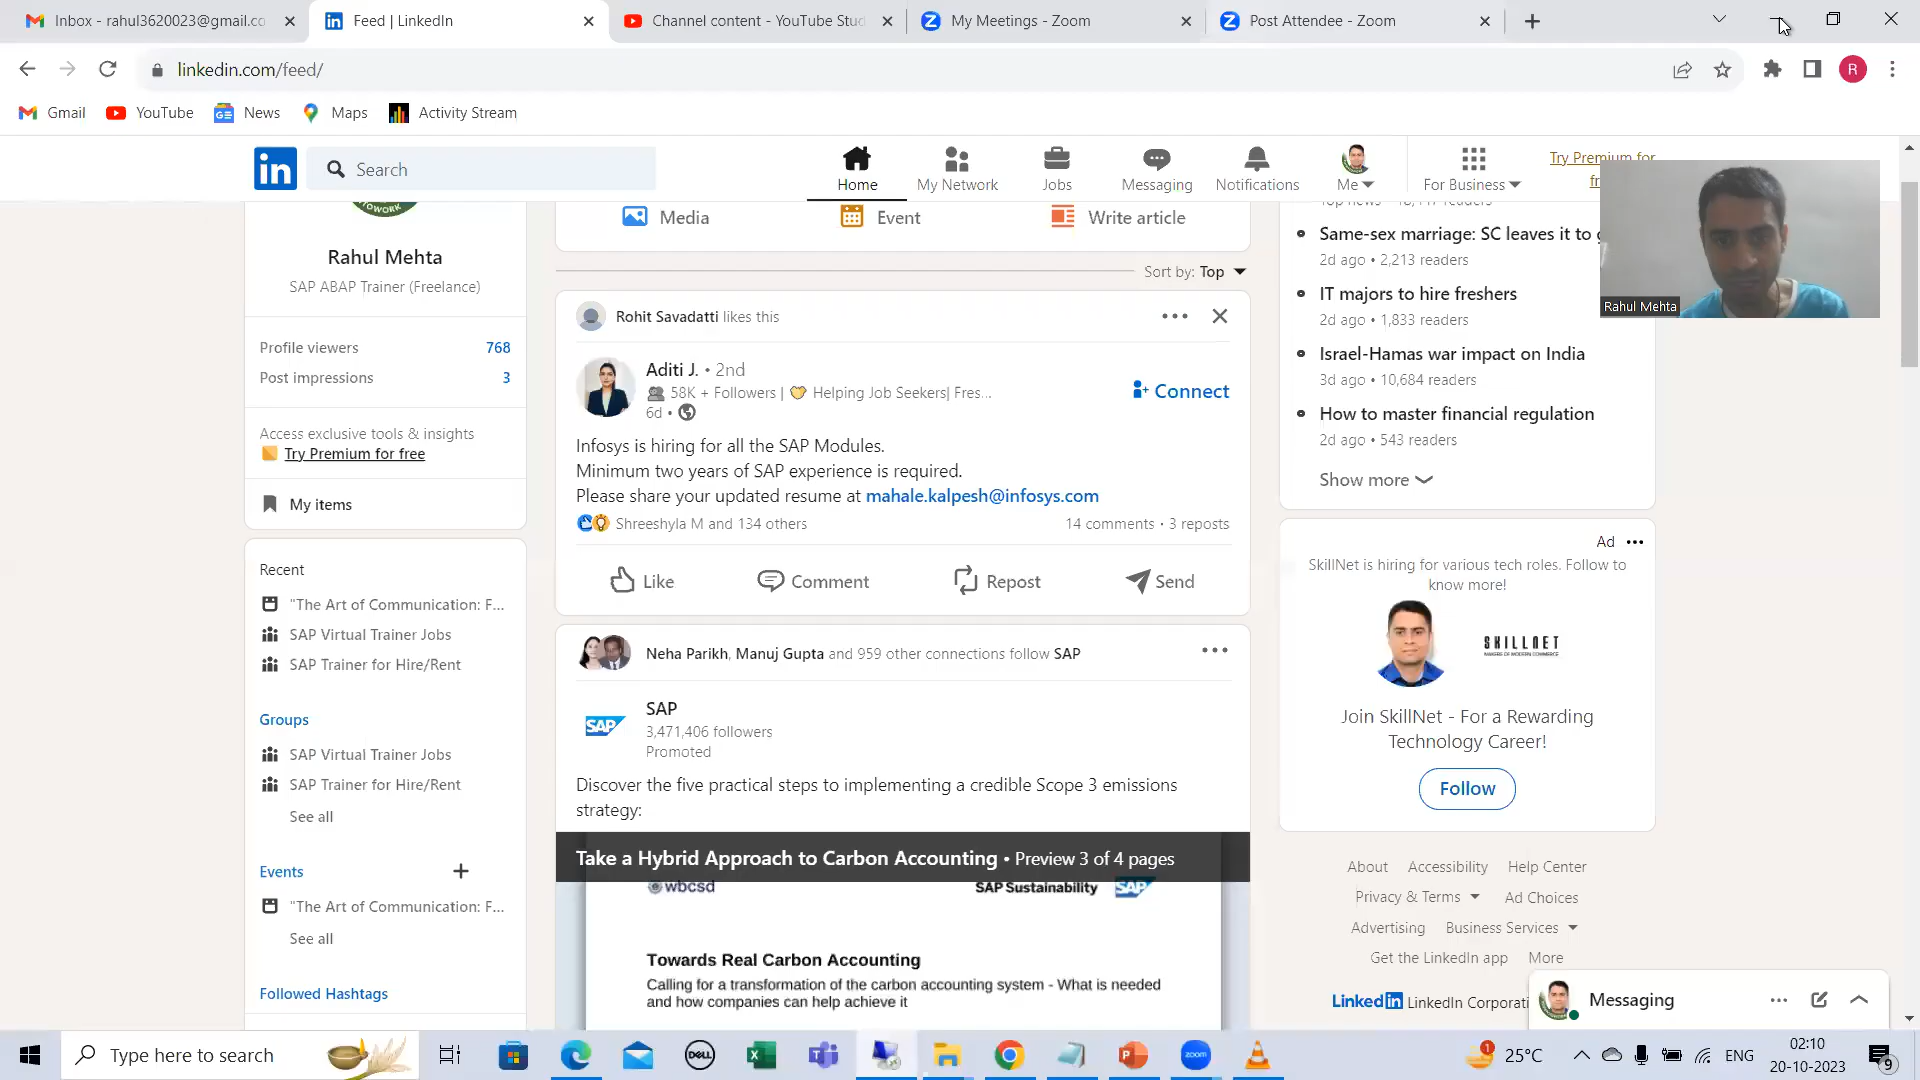 Inbox - rahul3620023@gmail.co
Feed | LinkedIn
Channel content - YouTube Stud
My Meetings - Zoom
Post Attendee - Zoom
linkedin.com/feed/
R
Gmail
YouTube
News
Maps
Activity Stream
in
Search
Home
My Network
Jobs
Messaging
Notifications
Me
For Business
Try Premium for
Rahul Mehta
SAP ABAP Trainer (Freelance)
Profile viewers 768
Post impressions 3
Access exclusive tools & insights
Try Premium for free
My items
Recent
"The Art of Communication: F...
SAP Virtual Trainer Jobs
SAP Trainer for Hire/Rent
Groups
SAP Virtual Trainer Jobs
SAP Trainer for Hire/Rent
See all
Events
"The Art of Communication: F...
See all
Followed Hashtags
Media
Event
Write article
Sort by: Top
Rohit Savadatti likes this
Aditi J. • 2nd
58K + Followers | Helping Job Seekers| Fres...
6d •
Connect
Infosys is hiring for all the SAP Modules.
Minimum two years of SAP experience is required.
Please share your updated resume at mahale.kalpesh@infosys.com
Shreeshyla M and 134 others
14 comments • 3 reposts
Like
Comment
Repost
Send
Neha Parikh, Manuj Gupta and 959 other connections follow SAP
SAP
SAP
3,471,406 followers
Promoted
Discover the five practical steps to implementing a credible Scope 3 emissions
strategy:
Take a Hybrid Approach to Carbon Accounting • Preview 3 of 4 pages
wbcsd
SAP Sustainability SAP
Towards Real Carbon Accounting
Calling for a transformation of the carbon accounting system - What is needed
and how companies can help achieve it
Same-sex marriage: SC leaves it to
2d ago • 2,213 readers
IT majors to hire freshers
2d ago • 1,833 readers
Israel-Hamas war impact on India
3d ago • 10,684 readers
How to master financial regulation
2d ago • 543 readers
Show more
Rahul Mehta
Ad
SkillNet is hiring for various tech roles. Follow to
know more!
SKILLNET
Join SkillNet - For a Rewarding
Technology Career!
Follow
About Accessibility Help Center
Privacy & Terms Ad Choices
Advertising Business Services
Get the LinkedIn app More
Linkedin LinkedIn Corporati
Messaging
Type here to search
DELL
zoom
1
25°C
ENG
02:10
20-10-2023
9